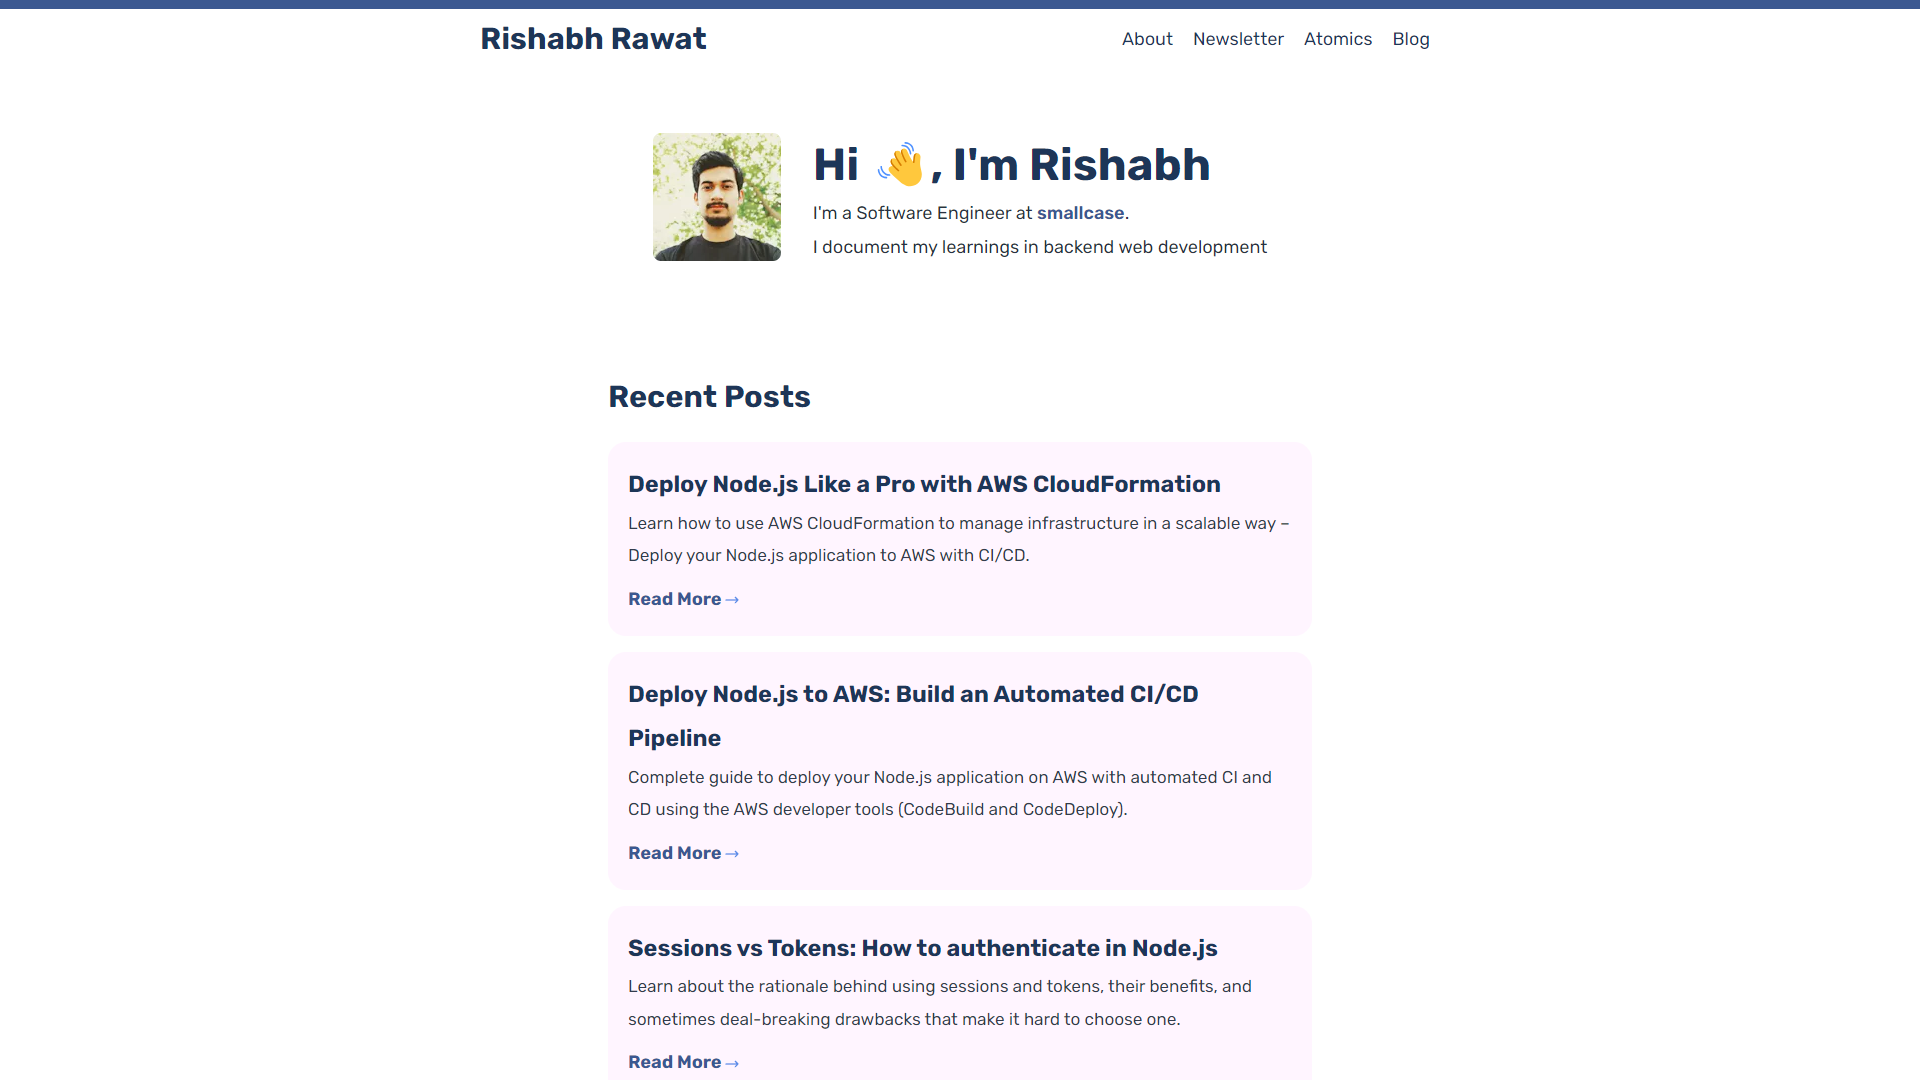 Rishabh Rawat
About Newsletter Atomics Blog
Hi 👋, I'm Rishabh
I'm a Software Engineer at smallcase.
I document my learnings in backend web development
Recent Posts
Deploy Node.js Like a Pro with AWS CloudFormation
Learn how to use AWS CloudFormation to manage infrastructure in a scalable way –
Deploy your Node.js application to AWS with CI/CD.
Read More →
Deploy Node.js to AWS: Build an Automated CI/CD
Pipeline
Complete guide to deploy your Node.js application on AWS with automated CI and
CD using the AWS developer tools (CodeBuild and CodeDeploy).
Read More →
Sessions vs Tokens: How to authenticate in Node.js
Learn about the rationale behind using sessions and tokens, their benefits, and
sometimes deal-breaking drawbacks that make it hard to choose one.
Read More →